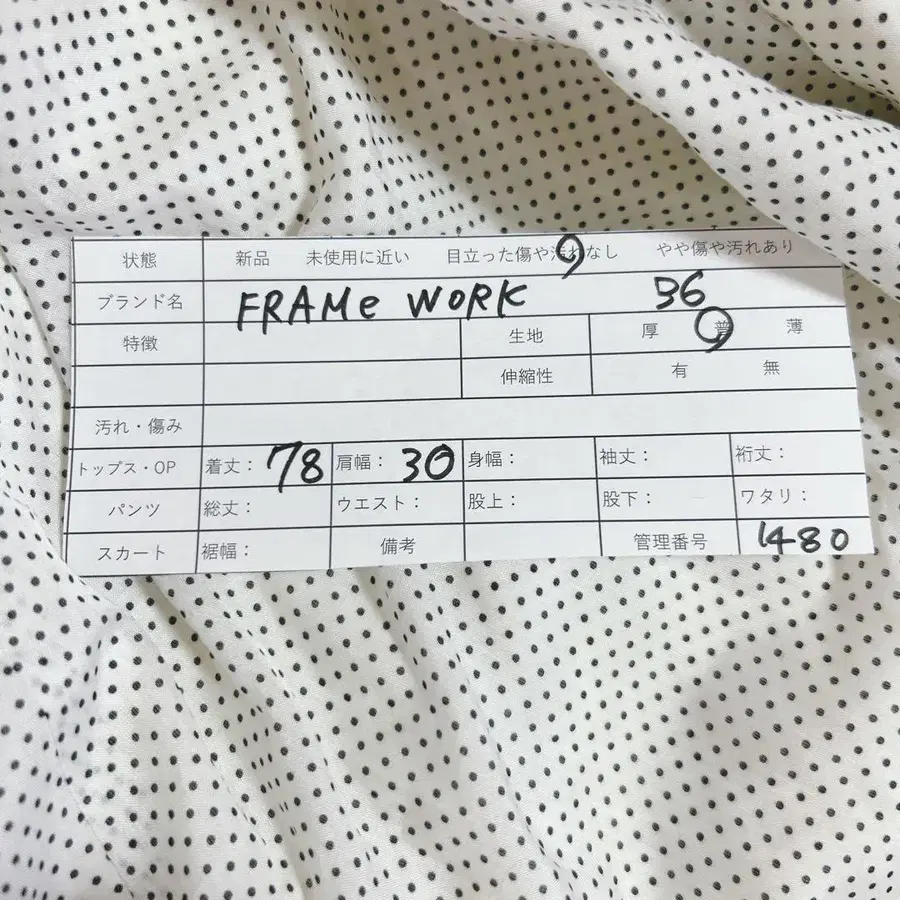 状態 新品 未使用に近い 目立った傷や汚れなし やや傷や汚れあり
ブランド名 FRAMe WORK 36
特徴 生地 厚 普 薄
伸縮性 有 無
汚れ・傷み
トップス・OP 着丈： 78 肩幅： 30 身幅： 袖丈： 裄丈：
パンツ 総丈： ウエスト： 股上： 股下： ワタリ：
スカート 裾幅： 備考 管理番号 1480